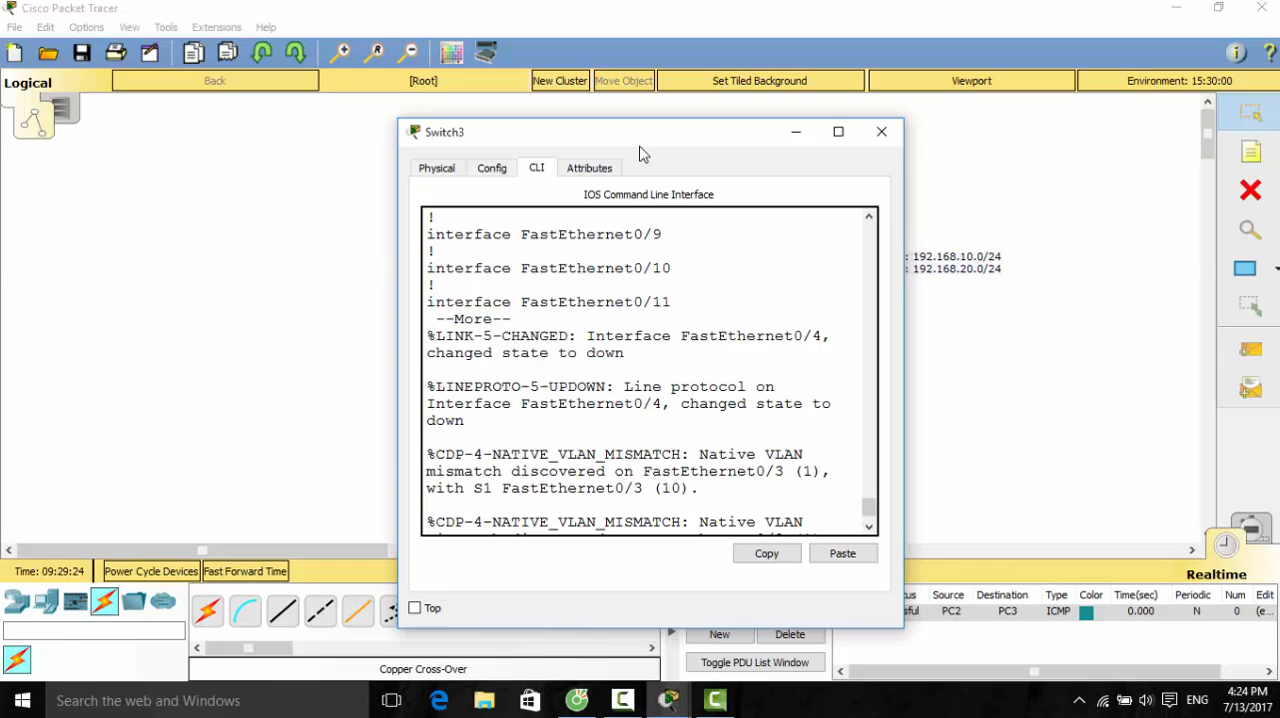 Cisco Packet Tracer
File Edit Options View Tools Extensions Help
Logical Back [Root] New Cluster Move Object Set Tiled Background Viewport Environment: 15:30:00
Switch3
Physical Config CLI Attributes
IOS Command Line Interface
!
interface FastEthernet0/9
!
interface FastEthernet0/10
!
interface FastEthernet0/11
--More--
%LINK-5-CHANGED: Interface FastEthernet0/4,
changed state to down
%LINEPROTO-5-UPDOWN: Line protocol on
Interface FastEthernet0/4, changed state to
down
%CDP-4-NATIVE_VLAN_MISMATCH: Native VLAN
mismatch discovered on FastEthernet0/3 (1),
with S1 FastEthernet0/3 (10).
%CDP-4-NATIVE_VLAN_MISMATCH: Native VLAN
Copy Paste
Top
: 192.168.10.0/24
: 192.168.20.0/24
Time: 09:29:24 Power Cycle Devices Fast Forward Time
Realtime
Copper Cross-Over
Source Destination Type Color Time(sec) Periodic Num Edit
PC2 PC3 ICMP 0.000 N 0 (e...
New Delete
Toggle PDU List Window
Search the web and Windows
ENG
4:24 PM
7/13/2017